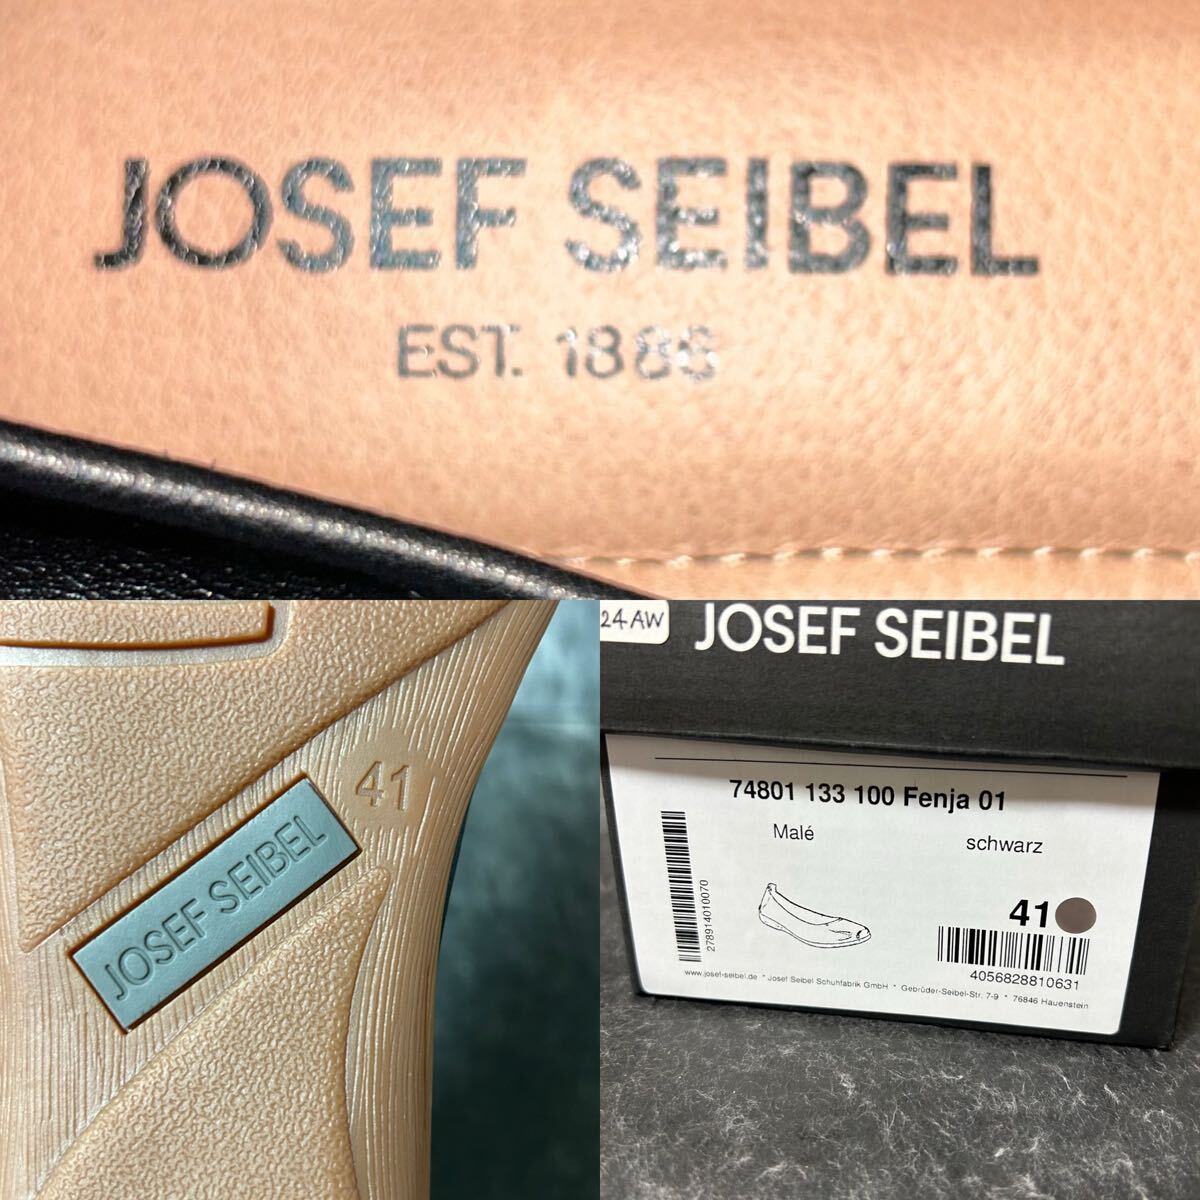 JOSEF SEIBEL
EST. 1886
41
JOSEF SEIBEL
24AW
JOSEF SEIBEL
74801 133 100 Fenja 01
Malé
schwarz
278914010070
41
4056828810631
www.josef-seibel.de * Josef Seibel Schuhfabrik GmbH * Gebrüder-Seibel-Str. 7-9 * 76846 Hauenstein